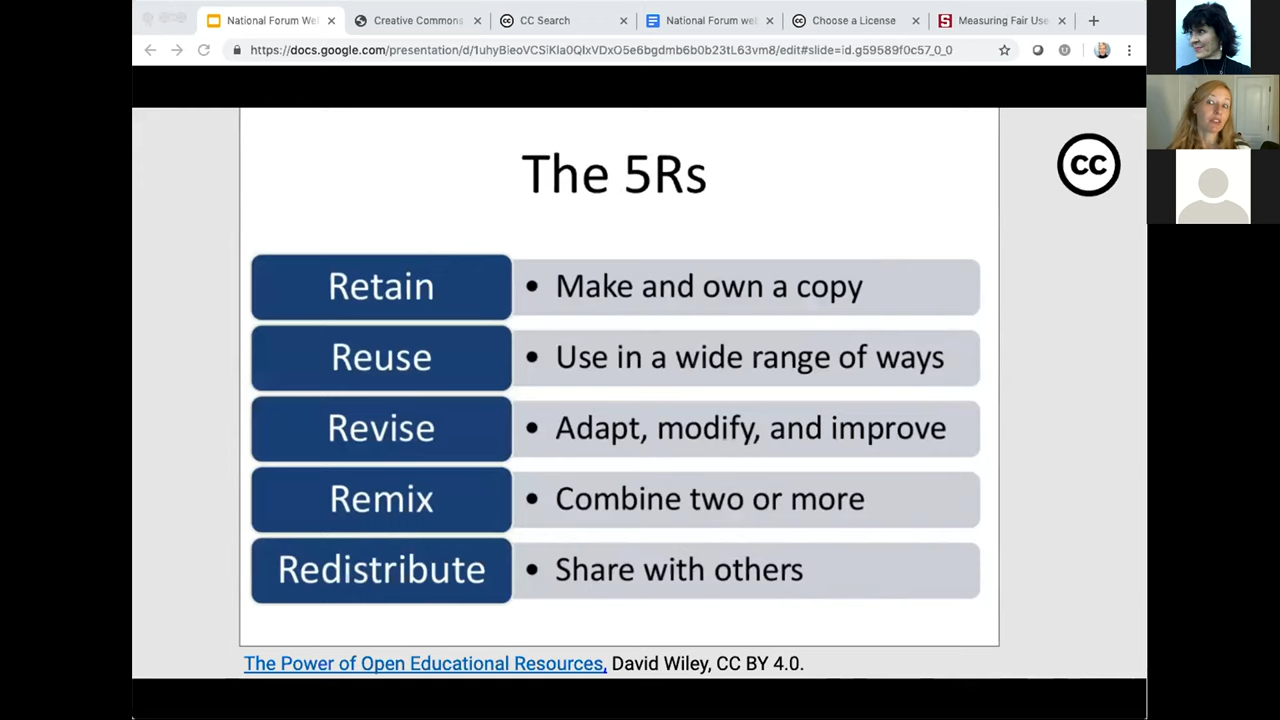 National Forum Wel
Creative Commons
CC Search
National Forum wel
Choose a License
Measuring Fair Use
https://docs.google.com/presentation/d/1uhyBieoVCSiKla0QIxVDxO5e6bgdmb6b0b23tL63vm8/edit#slide=id.g59589f0c57_0_0
The 5Rs
cc
Retain
• Make and own a copy
Reuse
• Use in a wide range of ways
Revise
• Adapt, modify, and improve
Remix
• Combine two or more
Redistribute
• Share with others
The Power of Open Educational Resources, David Wiley, CC BY 4.0.